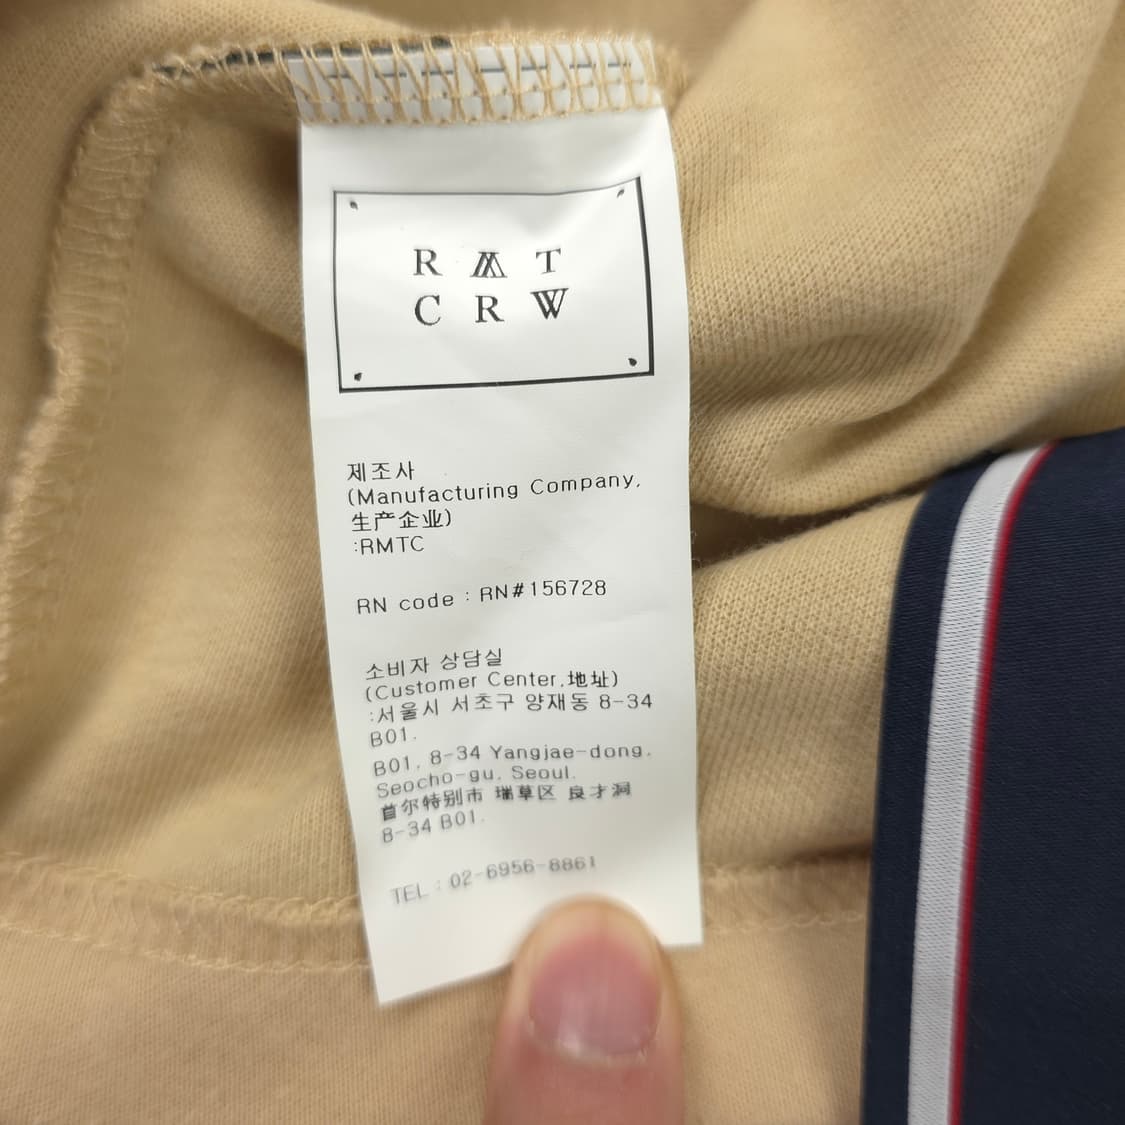 R M T
C R W
제조사
(Manufacturing Company,
生产企业)
:RMTC
RN code : RN#156728
소비자 상담실
(Customer Center,地址)
:서울시 서초구 양재동 8-34
B01.
B01, 8-34 Yangjae-dong,
Seocho-gu, Seoul.
首尔特别市 瑞草区 良才洞
8-34 B01.
TEL : 02-6956-8861